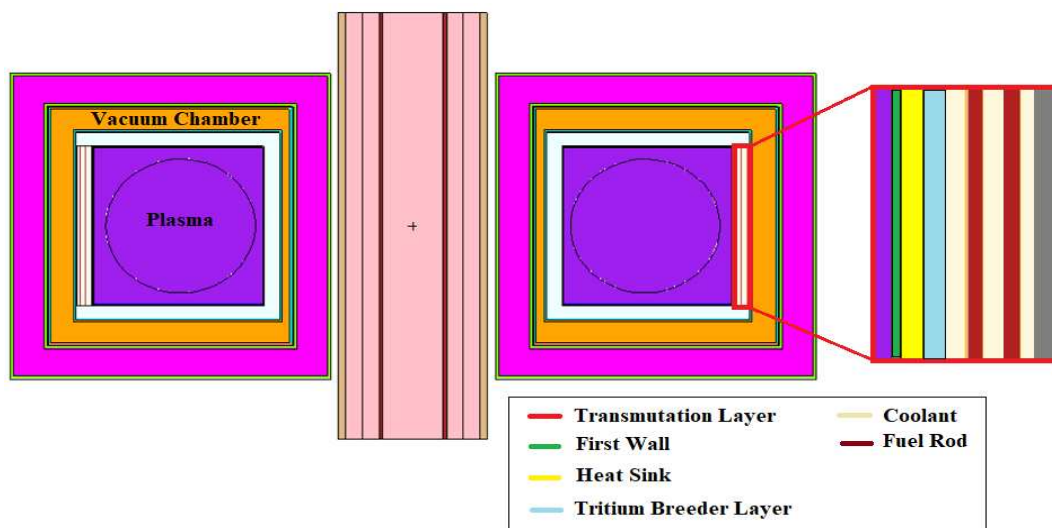 Vacuum Chamber
Plasma
Transmutation Layer
First Wall
Heat Sink
Tritium Breeder Layer
Coolant
Fuel Rod